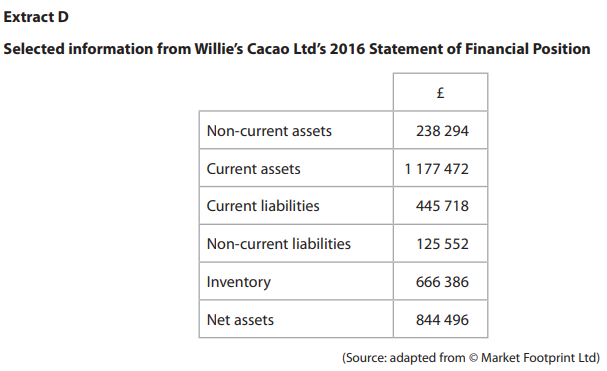 Extract D
Selected information from Willie's Cacao Ltd's 2016 Statement of Financial Position
£
Non-current assets 238 294
Current assets 1 177 472
Current liabilities 445 718
Non-current liabilities 125 552
Inventory 666 386
Net assets 844 496
(Source: adapted from © Market Footprint Ltd)